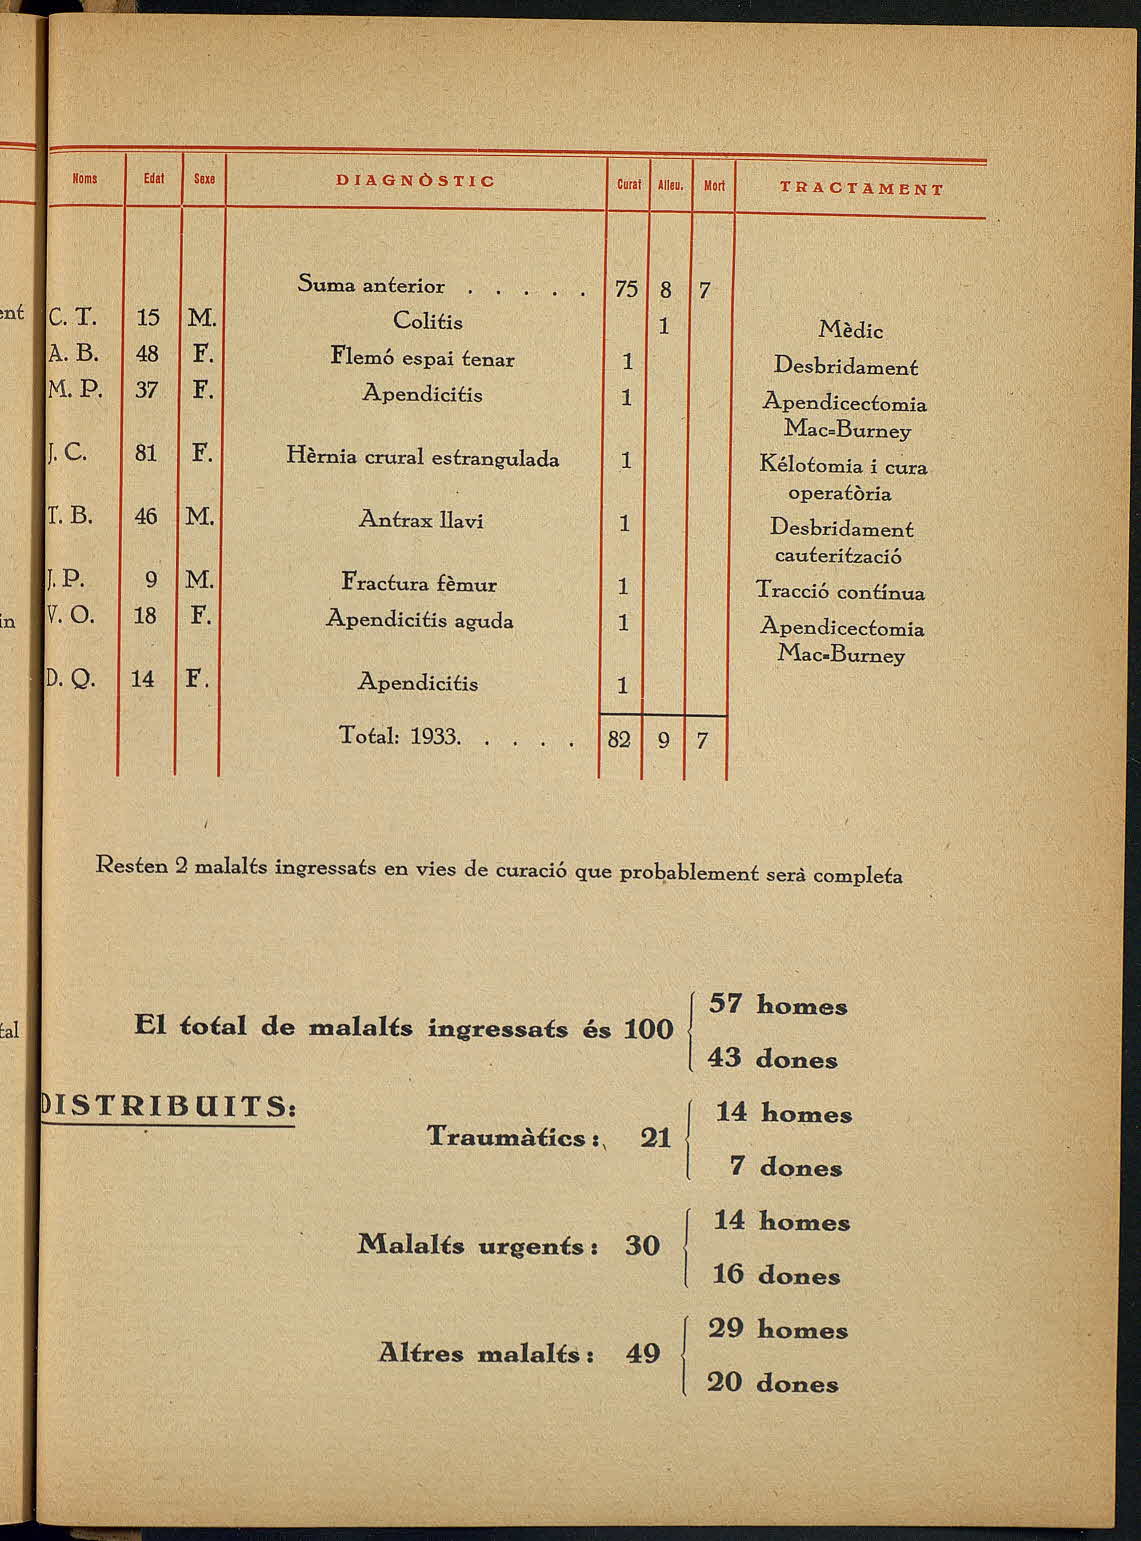 Noms Edat Sexe DIAGNÒSTIC Curat Alleu. Mort TRACTAMENT
Suma anterior . . . . . 75 8 7
C. T. 15 M. Colitis 1 Mèdic
A. B. 48 F. Flemó espai tenar 1 Desbridament
M. P. 37 F. Apendicitis 1 Apendicectomia
Mac=Burney
J. C. 81 F. Hèrnia crural estrangulada 1 Kélotomia i cura
operatòria
T. B. 46 M. Antrax llavi 1 Desbridament
cauterització
J. P. 9 M. Fractura fèmur 1 Tracció contínua
V. O. 18 F. Apendicitis aguda 1 Apendicectomia
Mac=Burney
D. Q. 14 F. Apendicitis 1
Total: 1933. . . . . 82 9 7
Resten 2 malalts ingressats en vies de curació que probablement serà completa
El total de malalts ingressats és 100
57 homes
43 dones
DISTRIBUITS:
Traumàtics: 21
14 homes
7 dones
Malalts urgents: 30
14 homes
16 dones
Altres malalts: 49
29 homes
20 dones